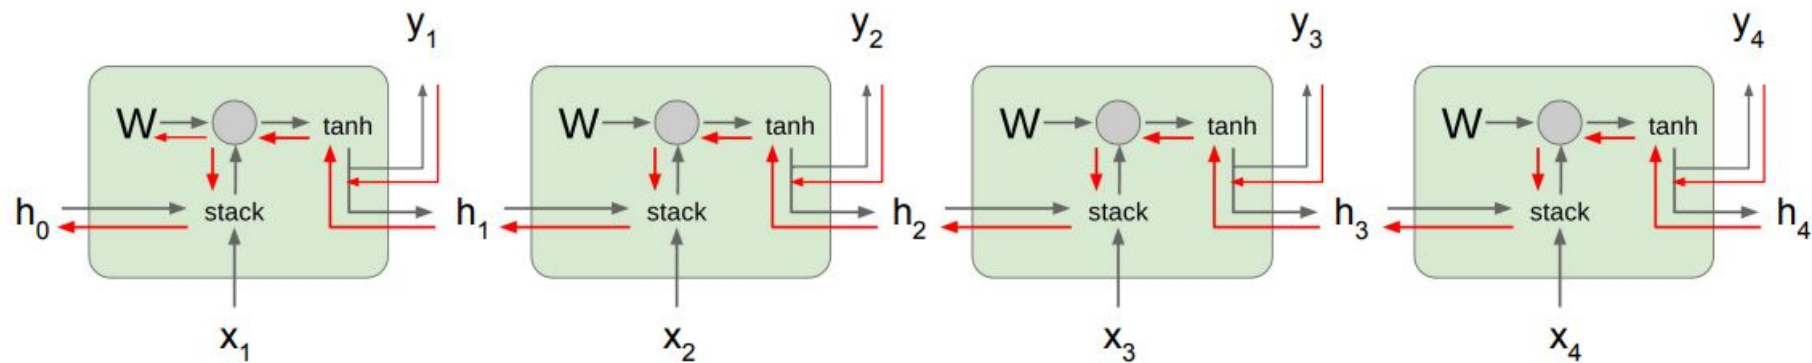 y₁ y₂ y₃ y₄
W tanh W tanh W tanh W tanh
h₀ stack h₁ stack h₂ stack h₃ stack h₄
x₁ x₂ x₃ x₄